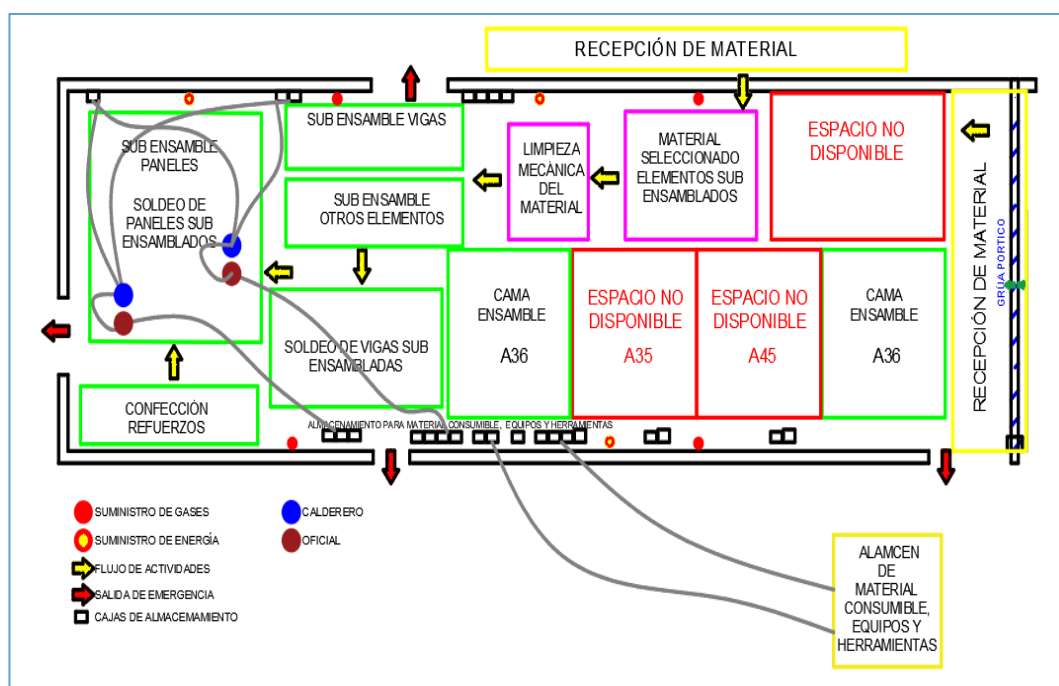 RECEPCIÓN DE MATERIAL
SUB ENSAMBLE
PANELES
SOLDEO DE
PANELES SUB
ENSAMBLADOS
SUB ENSAMBLE VIGAS
SUB ENSAMBLE
OTROS ELEMENTOS
LIMPIEZA
MECÀNICA
DEL
MATERIAL
MATERIAL
SELECCIONADO
ELEMENTOS SUB
ENSAMBLADOS
ESPACIO NO
DISPONIBLE
RECEPCIÓN DE MATERIAL
GRÚA PORTICO
SOLDEO DE VIGAS SUB
ENSAMBLADAS
CAMA
ENSAMBLE
A36
ESPACIO NO
DISPONIBLE
A35
ESPACIO NO
DISPONIBLE
A45
CAMA
ENSAMBLE
A36
CONFECCIÓN
REFUERZOS
ALMACENAMIENTO PARA MATERIAL CONSUMIBLE, EQUIPOS Y HERRAMIENTAS
SUMINISTRO DE GASES
SUMINISTRO DE ENERGÍA
FLUJO DE ACTIVIDADES
SALIDA DE EMERGENCIA
CAJAS DE ALMACEMAMIENTO
CALDERERO
OFICIAL
ALAMCEN
DE
MATERIAL
CONSUMIBLE,
EQUIPOS Y
HERRAMIENTAS